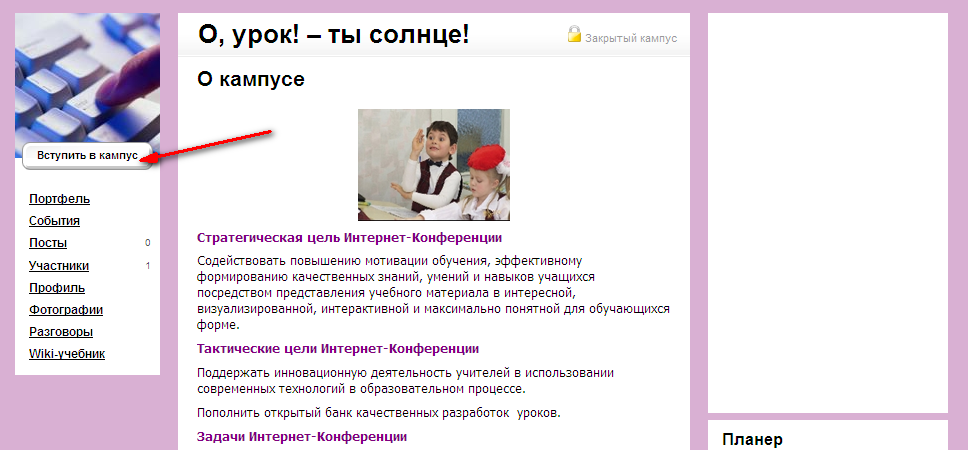 О, урок! – ты солнце!
Закрытый кампус
Вступить в кампус
Портфель
События
Посты 0
Участники 1
Профиль
Фотографии
Разговоры
Wiki-учебник
О кампусе
Стратегическая цель Интернет-Конференции
Содействовать повышению мотивации обучения, эффективному
формированию качественных знаний, умений и навыков учащихся
посредством представления учебного материала в интересной,
визуализированной, интерактивной и максимально понятной для обучающихся
форме.
Тактические цели Интернет-Конференции
Поддержать инновационную деятельность учителей в использовании
современных технологий в образовательном процессе.
Пополнить открытый банк качественных разработок уроков.
Задачи Интернет-Конференции
Планер